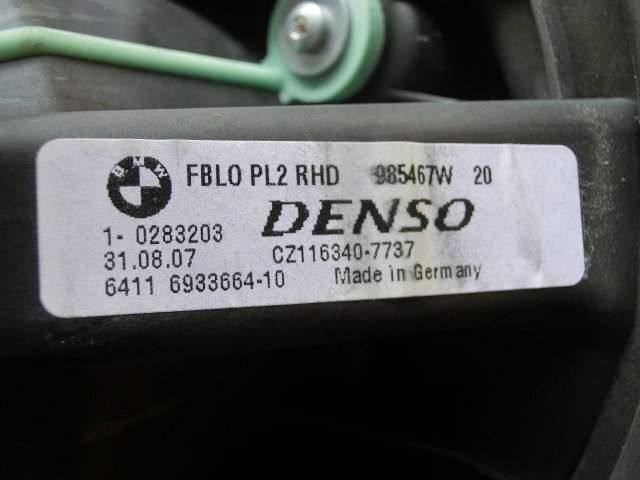 BMW FBLO PL2 RHD 985467W 20
DENSO
1- 0283203
CZ116340-7737
31.08.07
6411 6933664-10 Made in Germany